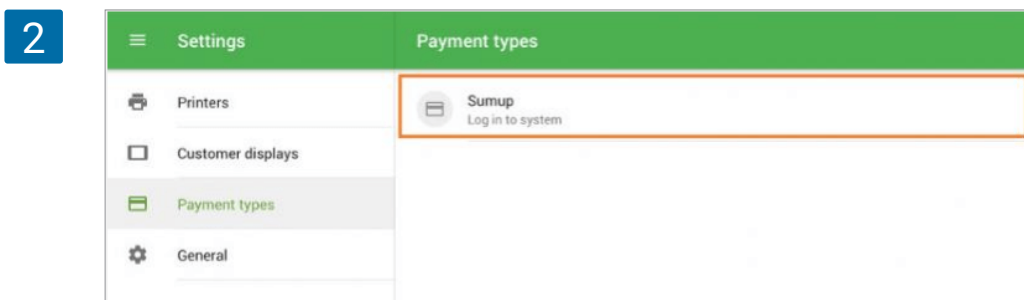 2
Settings
Payment types
Printers
Customer displays
Payment types
General
Sumup
Log in to system